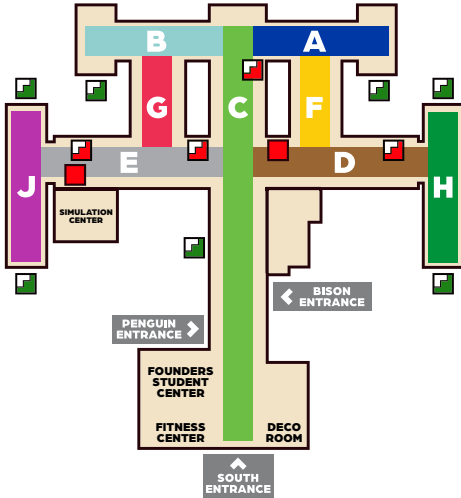 B
A
G
C
F
E
D
J
H
SIMULATION
CENTER
BISON
ENTRANCE
PENGUIN
ENTRANCE
FOUNDERS
STUDENT
CENTER
FITNESS
CENTER
DECO
ROOM
SOUTH
ENTRANCE